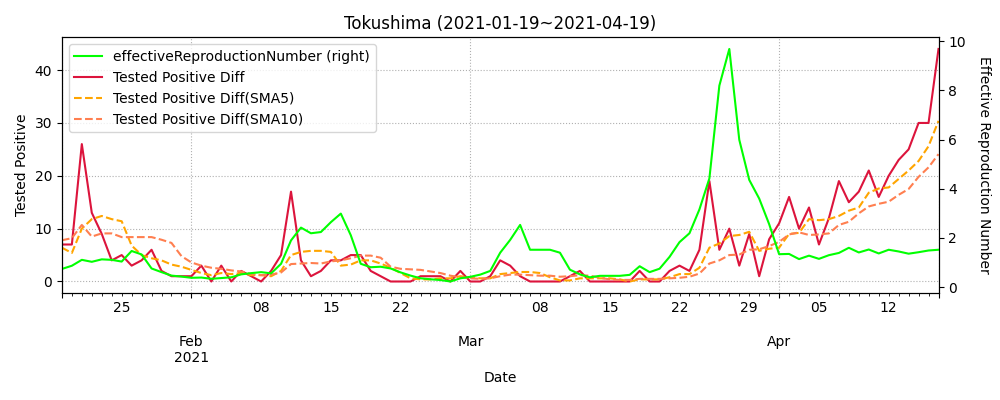 Tokushima (2021-01-19~2021-04-19)
effectiveReproductionNumber (right)
Tested Positive Diff
Tested Positive Diff(SMA5)
Tested Positive Diff(SMA10)
Tested Positive
40
30
20
10
0
Effective Reproduction Number
10
8
6
4
2
0
25 08 15 22 08 15 22 29 05 12
Feb Mar Apr
2021
Date